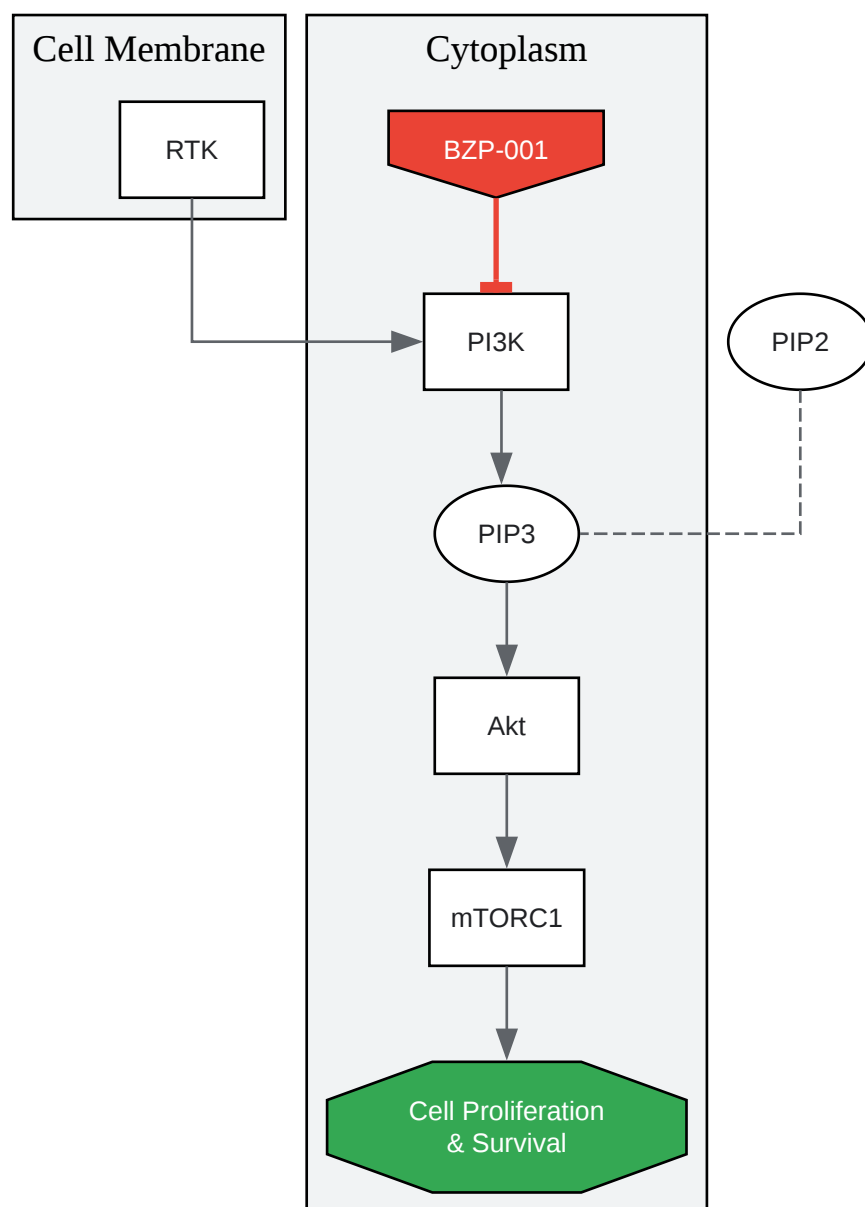 Cell Membrane
Cytoplasm
RTK
BZP-001
PI3K
PIP2
PIP3
Akt
mTORC1
Cell Proliferation
& Survival